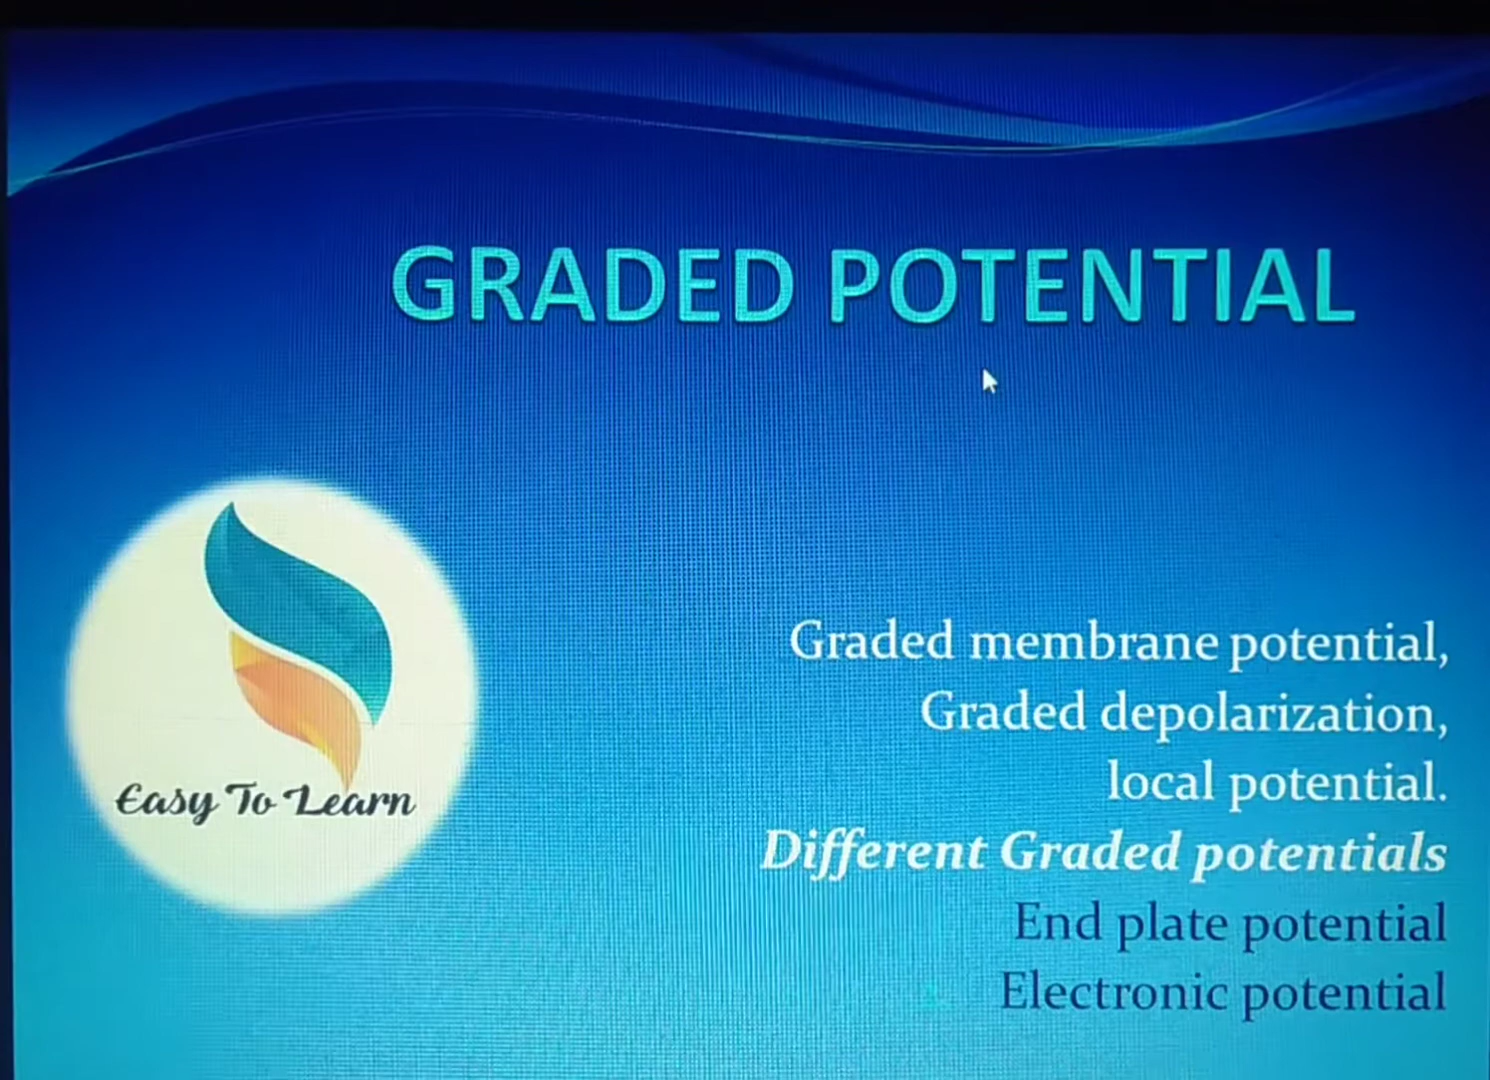 GRADED POTENTIAL
Easy To Learn
Graded membrane potential,
Graded depolarization,
local potential.
Different Graded potentials
End plate potential
Electronic potential